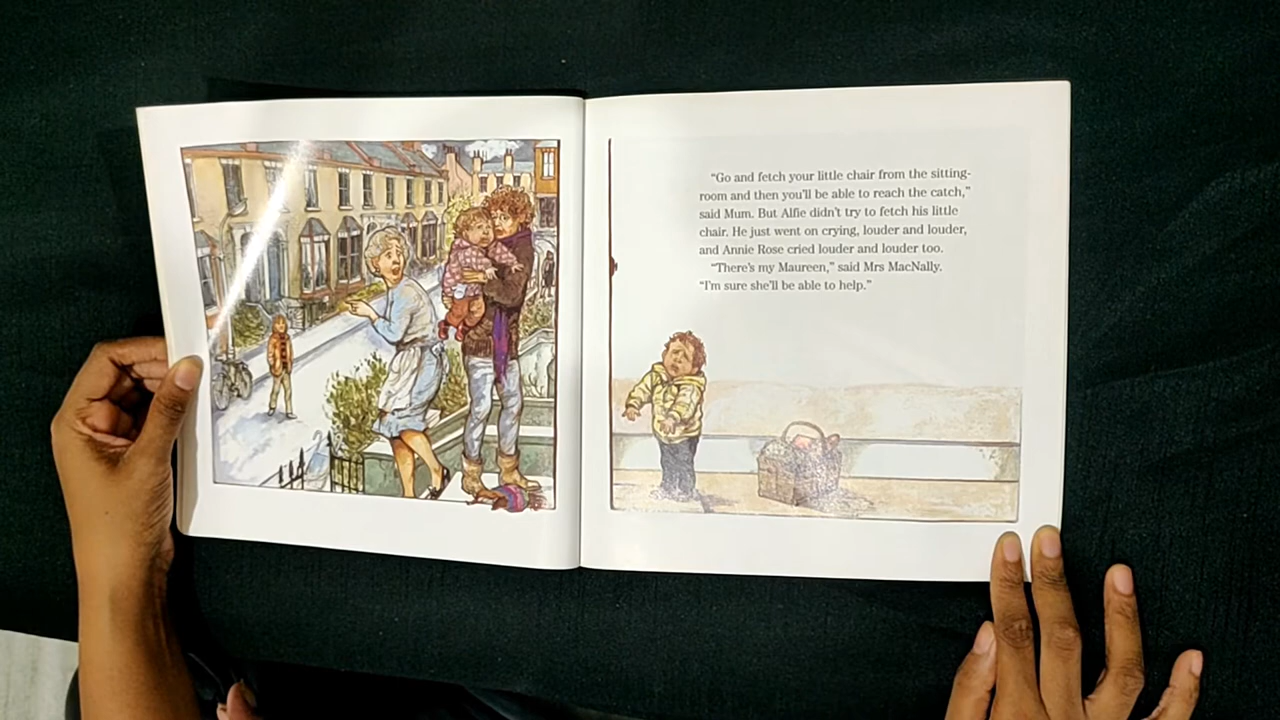 “Go and fetch your little chair from the sitting-
room and then you’ll be able to reach the catch,”
said Mum. But Alfie didn’t try to fetch his little
chair. He just went on crying, louder and louder,
and Annie Rose cried louder and louder too.
“There’s my Maureen,” said Mrs MacNally.
“I’m sure she’ll be able to help.”